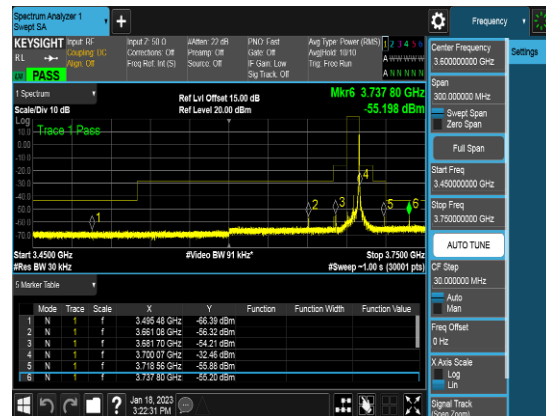 Spectrum Analyzer 1
Swept SA
+
Frequency
KEYSIGHT Input: RF
Coupling: DC
Align: Off
RL
PASS
Input Z: 50 Ω
Corrections: Off
Freq Ref: Int (S)
#Atten: 22 dB
Preamp: Off
Source: Off
PNO: Fast
Gate: Off
IF Gain: Low
Sig Track: Off
Avg Type: Power (RMS)
Avg|Hold: 10/10
Trig: Free Run
1 2 3 4 5 6
A W W W W W
A N N N N N
1 Spectrum
Scale/Div 10 dB
Ref Lvl Offset 15.00 dB
Ref Level 20.00 dBm
Mkr6 3.737 80 GHz
-55.198 dBm
Log
Trace 1 Pass
10.0
0.00
-10.0
-20.0
-30.0
-40.0
-50.0
-60.0
-70.0
1
2
3
4
5
6
Start 3.4500 GHz
#Res BW 30 kHz
#Video BW 91 kHz*
Stop 3.7500 GHz
#Sweep ~1.00 s (30001 pts)
5 Marker Table
Mode Trace Scale X Y Function Function Width Function Value
1 N 1 f 3.495 48 GHz -66.39 dBm
2 N 1 f 3.661 08 GHz -56.32 dBm
3 N 1 f 3.681 70 GHz -54.21 dBm
4 N 1 f 3.700 07 GHz -32.46 dBm
5 N 1 f 3.718 56 GHz -55.88 dBm
6 N 1 f 3.737 80 GHz -55.20 dBm
Jan 18, 2023
3:22:31 PM
?
Center Frequency
3.600000000 GHz
Settings
Span
300.000000 MHz
Swept Span
Zero Span
Full Span
Start Freq
3.450000000 GHz
Stop Freq
3.750000000 GHz
AUTO TUNE
CF Step
30.000000 MHz
Auto
Man
Freq Offset
0 Hz
X Axis Scale
Log
Lin
Signal Track
(Span Zoom)